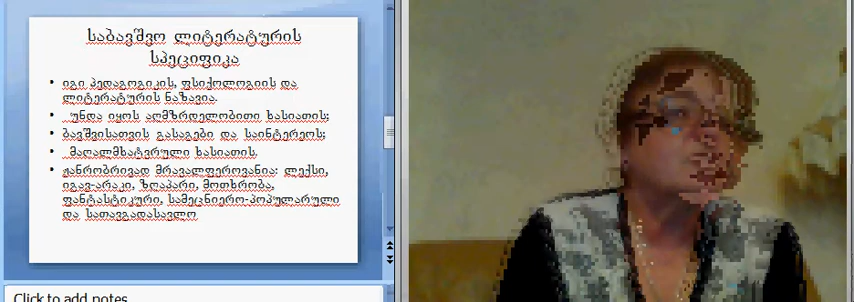 საბავშვო ლიტერატურის
სპეციფიკა
• იგი პედაგოგიკის, ფსიქოლოგიის და
ლიტერატურის ნაზავია.
• უნდა იყოს აღმზრდელობითი ხასიათის;
• ბავშვისათვის გასაგები და საინტერესო;
• მაღალმხატვრული ხასიათის.
• ჟანრობრივად მრავალფეროვანია: ლექსი,
იგავ-არაკი, ზღაპარი, მოთხრობა,
ფანტასტიკური, სამეცნიერო-პოპულარული
და სათავგადასავლო
Click to add notes